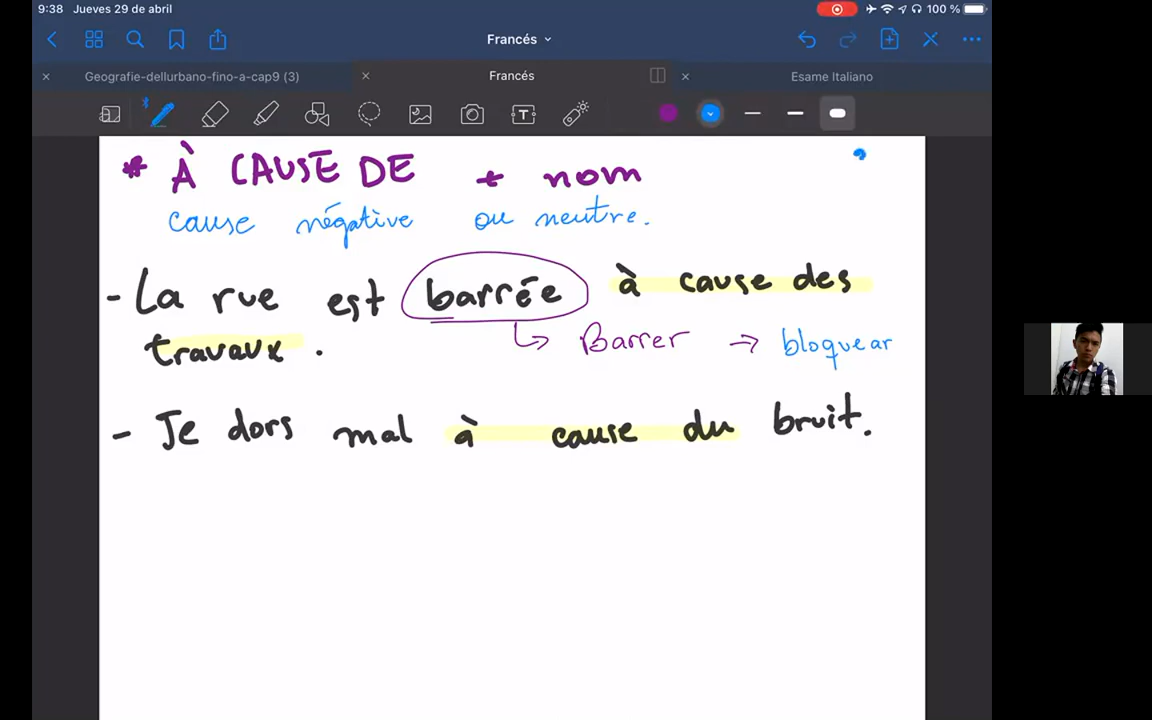 9:38 Jueves 29 de abril 100 %
Francés
Geografie-dellurbano-fino-a-cap9 (3) Francés Esame Italiano
* À CAUSE DE + nom
cause négative ou neutre.
- La rue est barrée à cause des
travaux.
↳ Barrer → bloquear
- Je dors mal à cause du bruit.